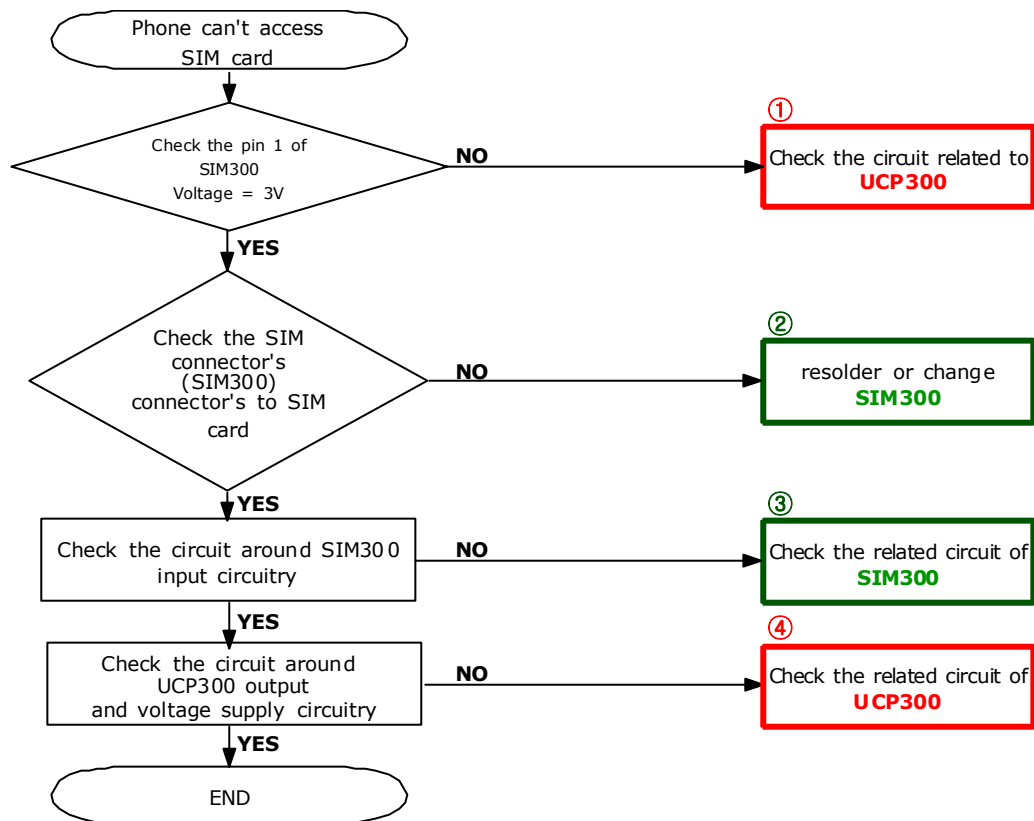 Phone can't access
SIM card
Check the pin 1 of
SIM300
Voltage = 3V
NO
①
Check the circuit related to
UCP300
YES
Check the SIM
connector's
(SIM300)
connector's to SIM
card
NO
②
resolder or change
SIM300
YES
Check the circuit around SIM300
input circuitry
NO
③
Check the related circuit of
SIM300
YES
Check the circuit around
UCP300 output
and voltage supply circuitry
NO
④
Check the related circuit of
UCP300
YES
END